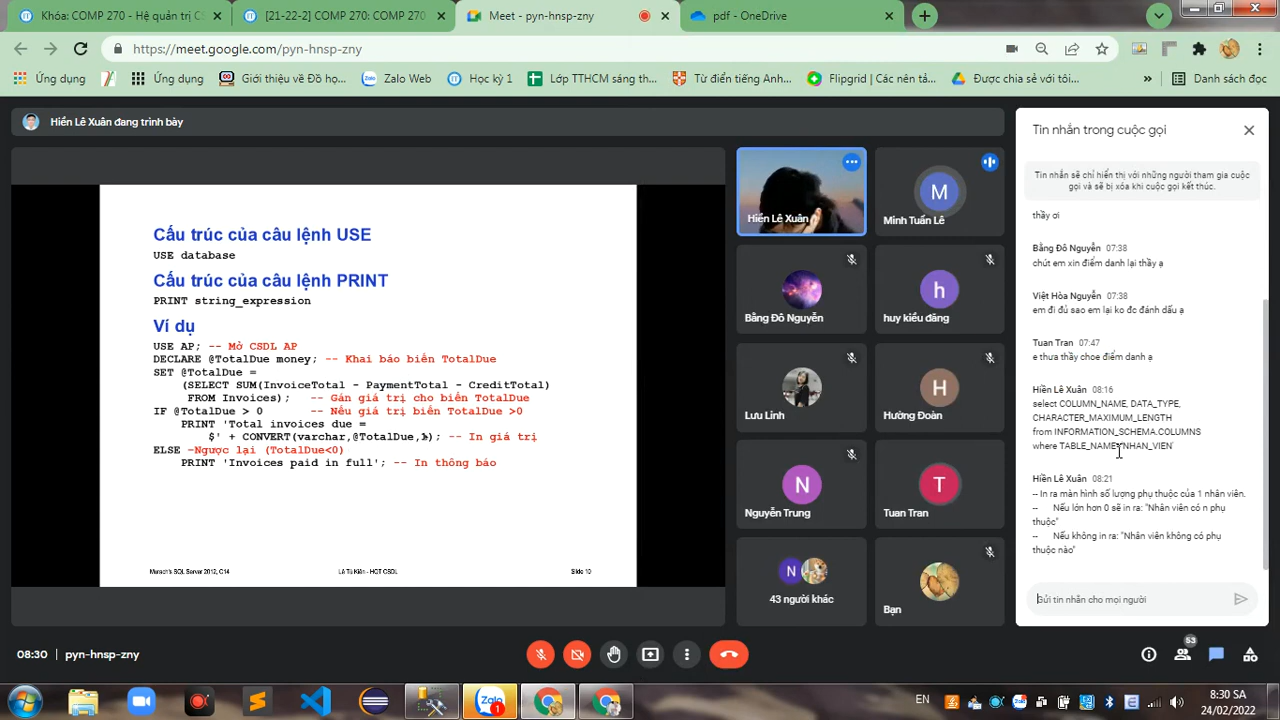 Khóa: COMP 270 - Hệ quản trị C
[21-22-2] COMP 270: COMP 270
Meet - pyn-hnsp-zny
pdf - OneDrive
https://meet.google.com/pyn-hnsp-zny
Ứng dụng
Ứng dụng
Giới thiệu về Đồ họ...
Zalo Web
Học kỳ 1
Lớp TTHCM sáng th...
Từ điển tiếng Anh...
Flipgrid | Các nên tả...
Được chia sẻ với tôi...
»
Danh sách đọc
Hiền Lê Xuân đang trình bày
Cấu trúc của câu lệnh USE
USE database
Cấu trúc của câu lệnh PRINT
PRINT string_expression
Ví dụ
USE AP; -- Mở CSDL AP
DECLARE @TotalDue money; -- Khai báo biến TotalDue
SET @TotalDue =
(SELECT SUM(InvoiceTotal - PaymentTotal - CreditTotal)
FROM Invoices); -- Gán giá trị cho biến TotalDue
IF @TotalDue > 0 -- Nếu giá trị biến TotalDue >0
PRINT 'Total invoices due =
$' + CONVERT(varchar,@TotalDue,1); -- In giá trị
ELSE –Ngược lại (TotalDue<0)
PRINT 'Invoices paid in full'; -- In thông báo
Murach's SQL Server 2012, C14
Lê Tú Kiên - HCT CSDL
Slide 10
Hiền Lê Xuân
M
Minh Tuấn Lê
Bằng Đô Nguyễn
h
huy kiều đăng
Lưu Linh
H
Hường Đoàn
N
Nguyễn Trung
T
Tuan Tran
N
43 người khác
Bạn
Tin nhắn trong cuộc gọi
Tin nhắn sẽ chỉ hiển thị với những người tham gia cuộc
gọi và sẽ bị xóa khi cuộc gọi kết thúc.
thầy ơi
Bằng Đô Nguyễn 07:38
chút em xin điểm danh lại thầy ạ
Việt Hòa Nguyễn 07:38
em đi đủ sao em lại ko đc đánh dấu ạ
Tuan Tran 07:47
e thưa thầy choe điểm danh ạ
Hiền Lê Xuân 08:16
select COLUMN_NAME, DATA_TYPE,
CHARACTER_MAXIMUM_LENGTH
from INFORMATION_SCHEMA.COLUMNS
where TABLE_NAME='NHAN_VIEN'
Hiền Lê Xuân 08:21
-- In ra màn hình số lượng phụ thuộc của 1 nhân viên.
-- Nếu lớn hơn 0 sẽ in ra: "Nhân viên có n phụ
thuộc"
-- Nếu không in ra: "Nhân viên không có phụ
thuộc nào"
Gửi tin nhắn cho mọi người
08:30
pyn-hnsp-zny
53
Zalo
1
EN
8:30 SA
24/02/2022